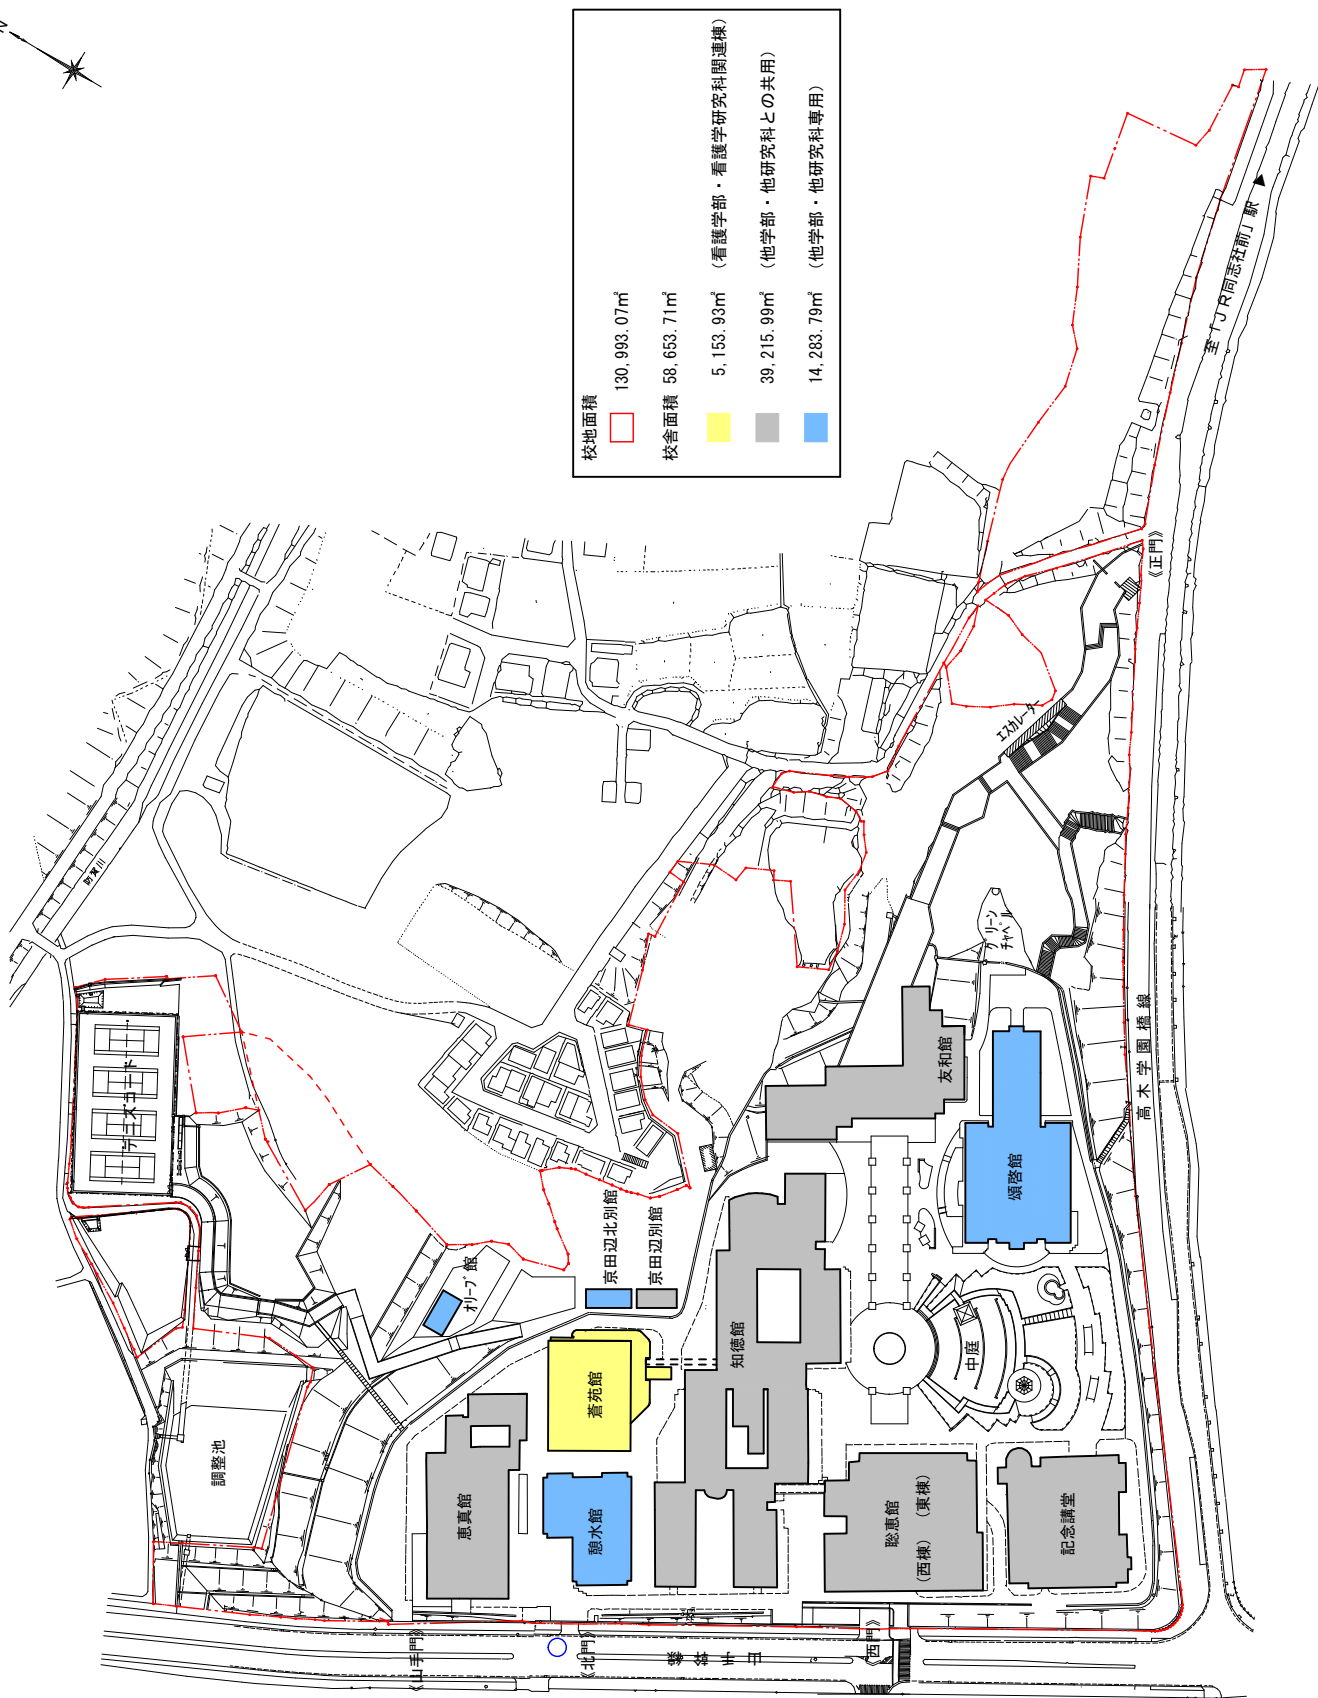 N
校地面積
130,993.07㎡
校舎面積 58,653.71㎡
5,153.93㎡ （看護学部・看護学研究科関連棟）
39,215.99㎡ （他学部・他研究科との共用）
14,283.79㎡ （他学部・他研究科専用）
至「ＪＲ同志社前」駅
《正門》
エスカレーター
防賀川
グリーン
チャペル
高木学園橋線
テニスコート
友和館
頌啓館
オリーブ館
京田辺北別館
京田辺別館
知徳館
蒼苑館
中庭
調整池
恵真館
憩水館
聡恵館
（西棟）（東棟）
記念講堂
《山手門》
《北門》
山手幹線
《西門》